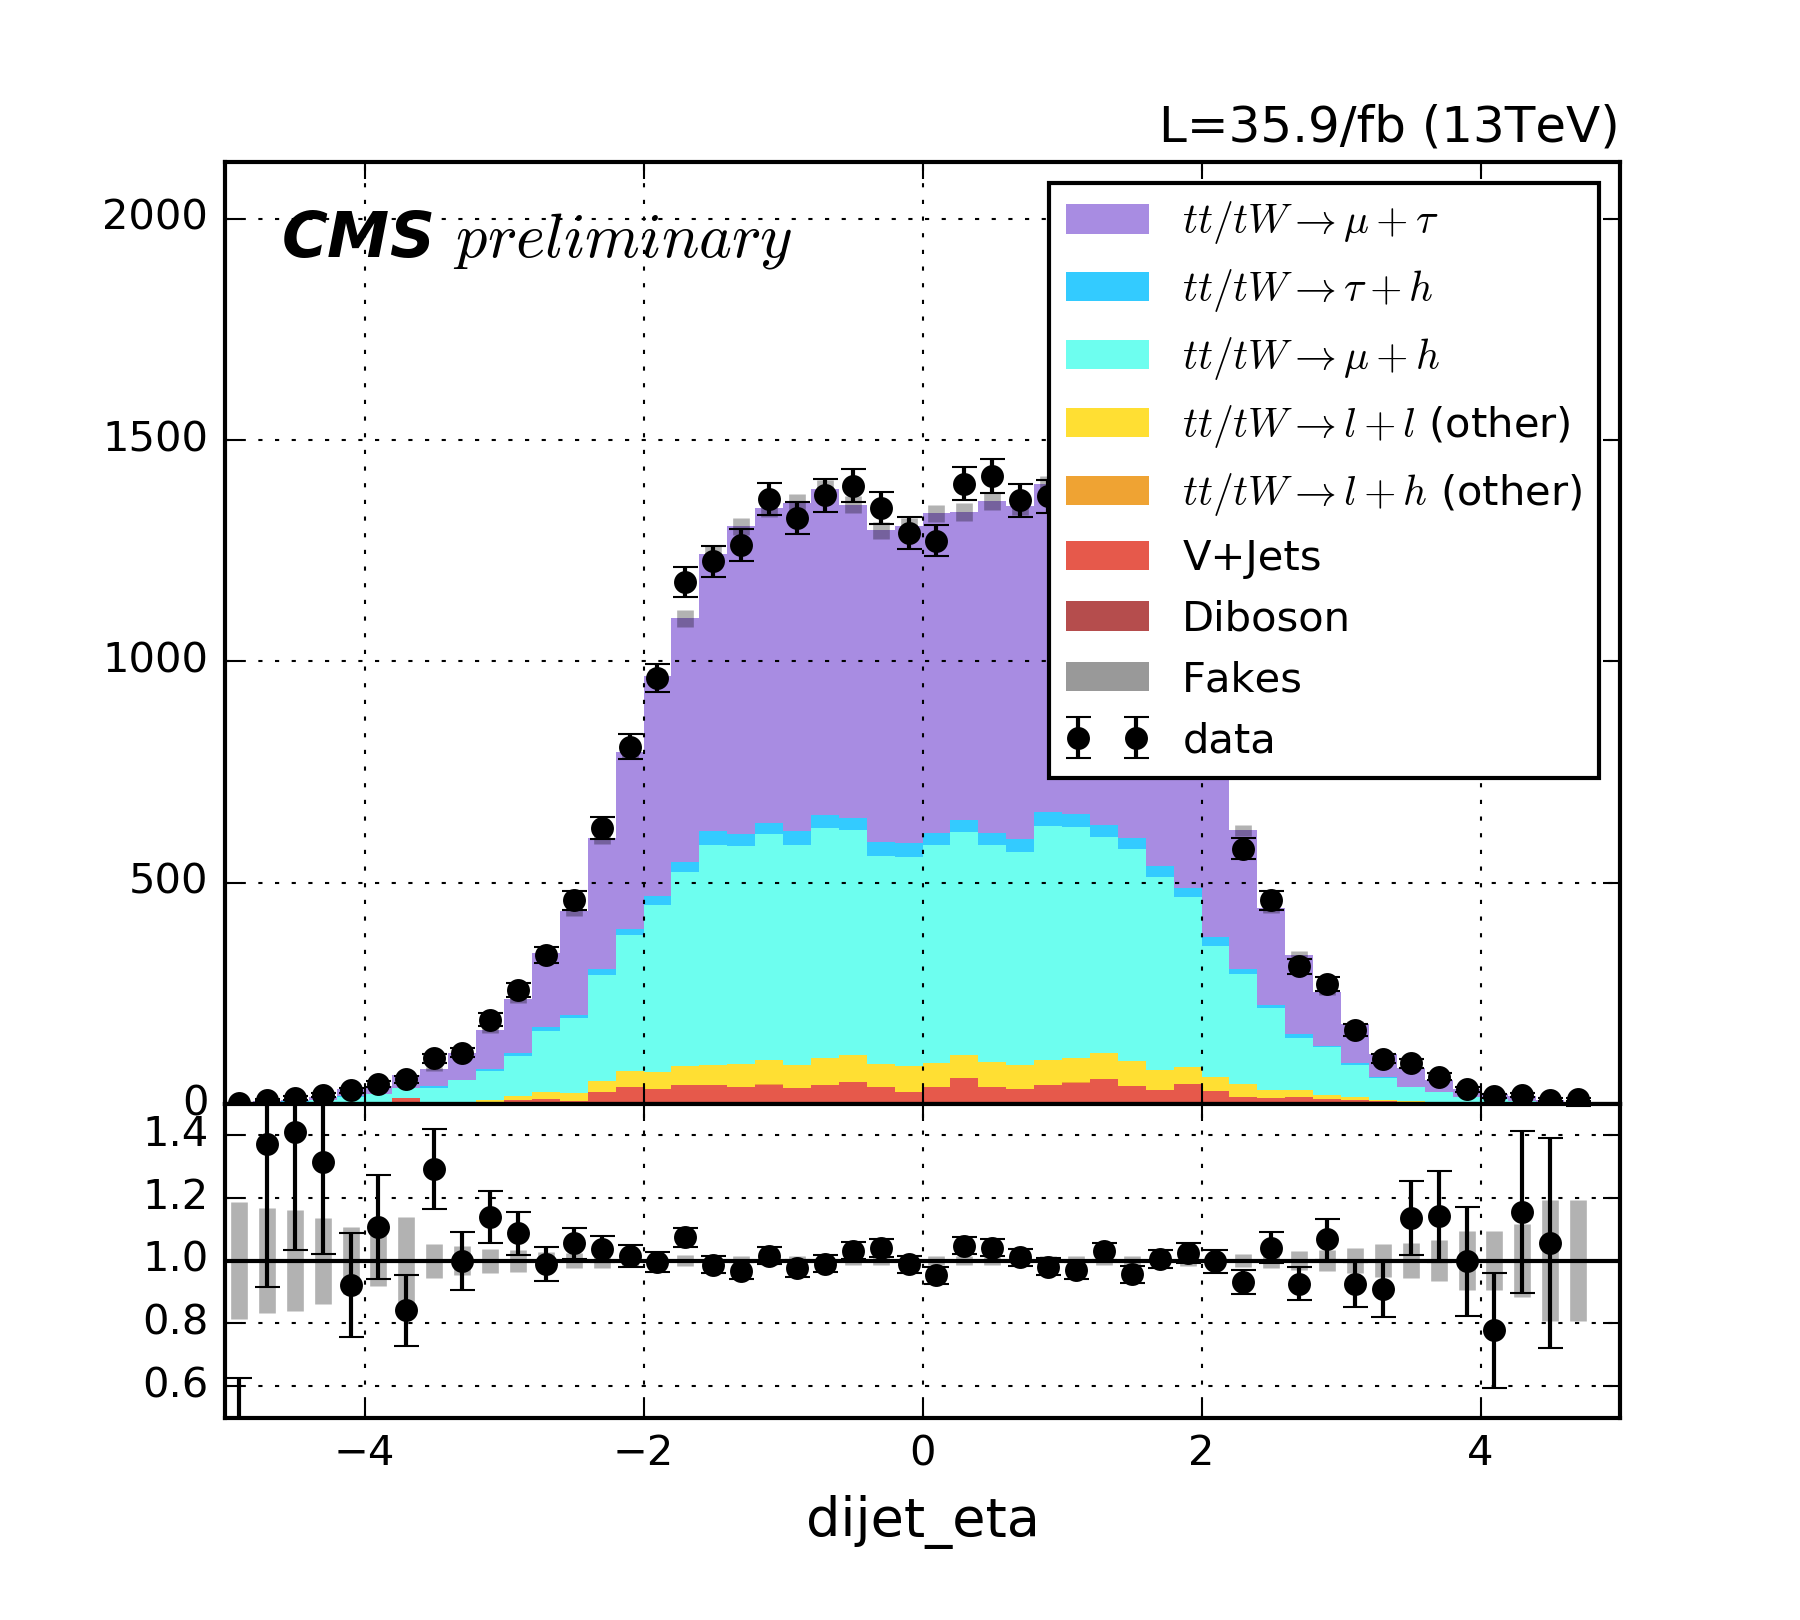 L=35.9/fb (13TeV)
CMS preliminary
2000
1500
1000
500
0
tt/tW→μ+τ
tt/tW→τ+h
tt/tW→μ+h
tt/tW→l+l (other)
tt/tW→l+h (other)
V+Jets
Diboson
Fakes
data
1.4
1.2
1.0
0.8
0.6
−4 −2 0 2 4
dijet_eta